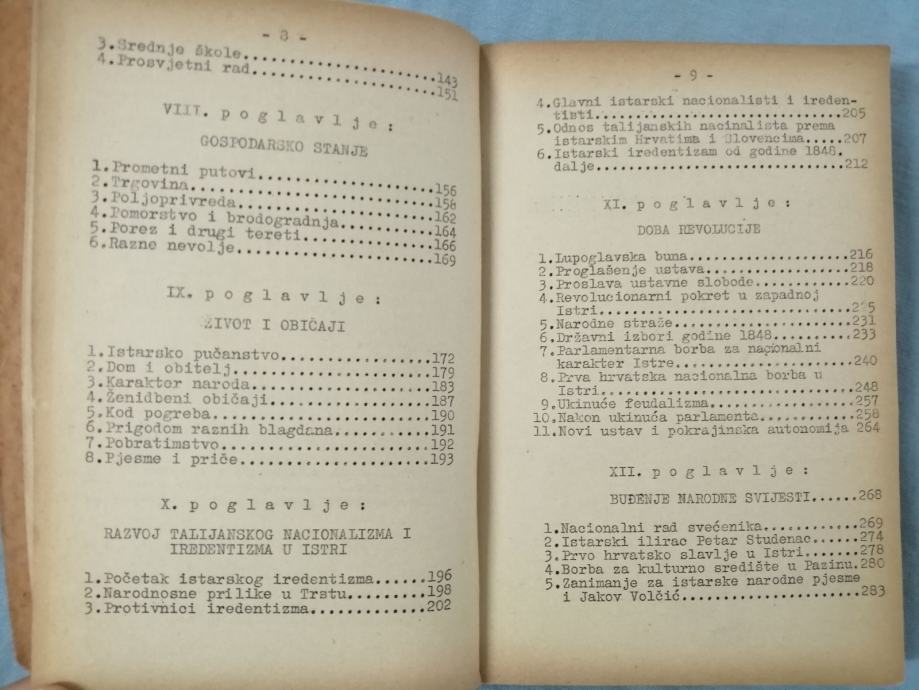 - 8 -
3.Srednje škole........................143
4.Prosvjetni rad.......................151
VIII. p o g l a v l j e :
GOSPODARSKO STANJE
1.Prometni putovi......................156
2.Trgovina.............................158
3.Poljoprivreda........................162
4.Pomorstvo i brodogradnja.............164
5.Porez i drugi tereti.................166
6.Razne nevolje........................169
IX. p o g l a v l j e :
ŽIVOT I OBIČAJI
1.Istarsko pučanstvo...................172
2.Dom i obitelj........................179
3.Karakter naroda......................183
4.Ženidbeni običaji....................187
5.Kod pogreba..........................190
6.Prigodom raznih blagdana.............191
7.Pobratimstvo.........................192
8.Pjesme i priče.......................193
X. p o g l a v l j e :
RAZVOJ TALIJANSKOG NACIONALIZMA I
IREDENTIZMA U ISTRI
1.Početak istarskog iredentizma........196
2.Narodnosne prilike u Trstu...........198
3.Protivnici iredentizma...............202
- 9 -
4.Glavni istarski nacionalisti i ireden-
tisti................................205
5.Odnos talijanskih nacinalista prema
istarskim Hrvatima i Slovencima.....207
6.Istarski iredentizam od godine 1848.
dalje................................212
XI. p o g l a v l j e :
DOBA REVOLUCIJE
1.Lupoglavska buna.....................216
2.Proglašenje ustava...................218
3.Proslava ustavne slobode.............220
4.Revolucionarni pokret u zapadnoj
Istri................................225
5.Narodne straže.......................231
6.Državni izbori godine 1848...........233
7.Parlamentarna borba za nacionalni
karakter Istre.......................240
8.Prva hrvatska nacionalna borba u
Istri................................248
9.Ukinuće feudalizma...................257
10.Nakon ukinuća parlamenta............258
11.Novi ustav i pokrajinska autonomija 264
XII. p o g l a v l j e :
BUĐENJE NARODNE SVIJESTI......268
1.Nacionalni rad svećenika.............269
2.Istarski ilirac Petar Studenac.......274
3.Prvo hrvatsko slavlje u Istri........278
4.Borba za kulturno središte u Pazinu.280
5.Zanimanje za istarske narodne pjesme
i Jakov Volčić.......................283